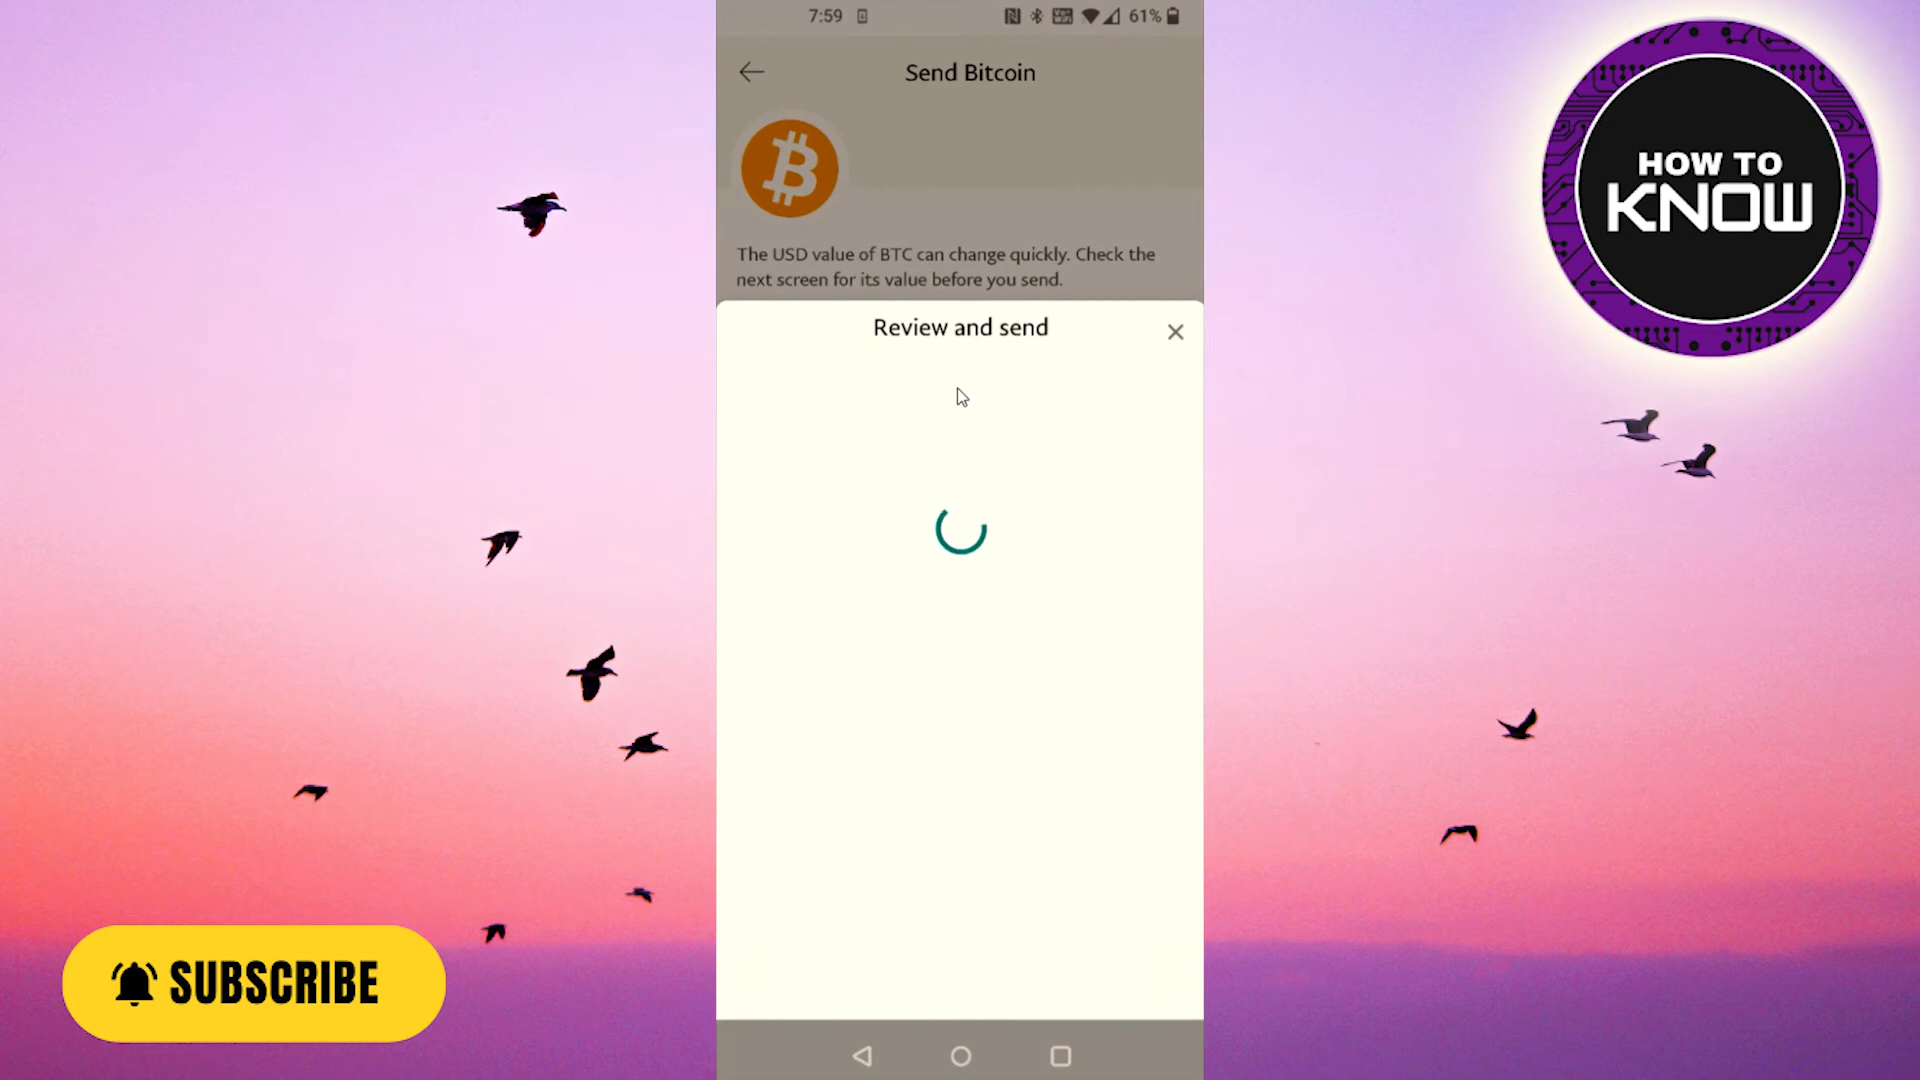 7:59
61%
Send Bitcoin
The USD value of BTC can change quickly. Check the
next screen for its value before you send.
Review and send
HOW TO
KNOW
SUBSCRIBE